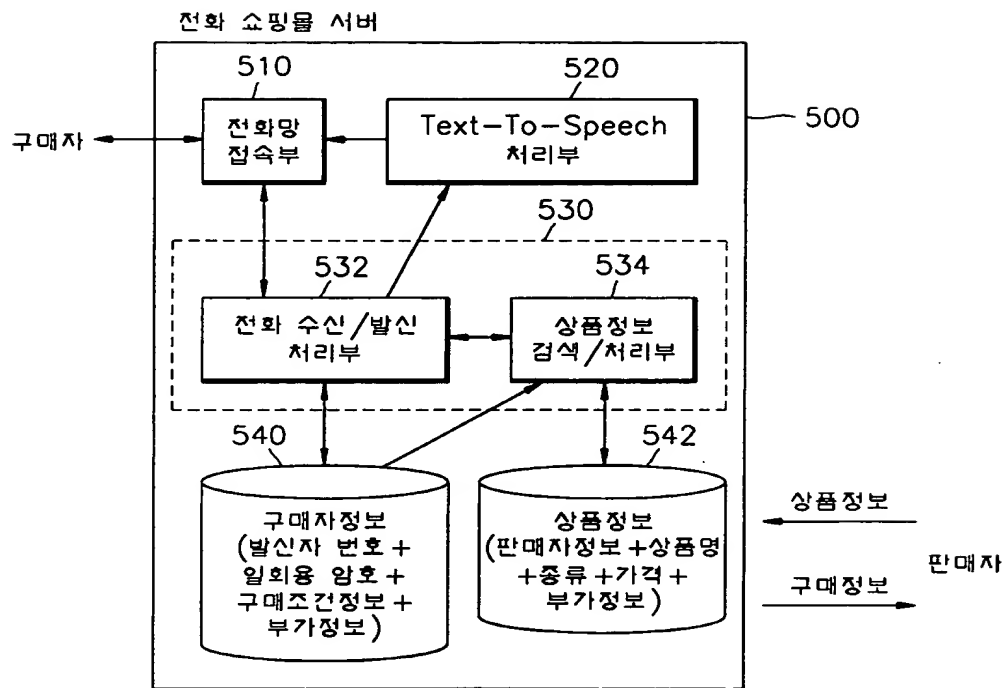 전화 쇼핑몰 서버
510
520
500
구매자
전화망
접속부
Text-To-Speech
처리부
530
532
534
전화 수신/발신
처리부
상품정보
검색/처리부
540
542
구매자정보
(발신자 번호+
일회용 암호+
구매조건정보+
부가정보)
상품정보
(판매자정보+상품명
+종류+가격+
부가정보)
상품정보
판매자
구매정보